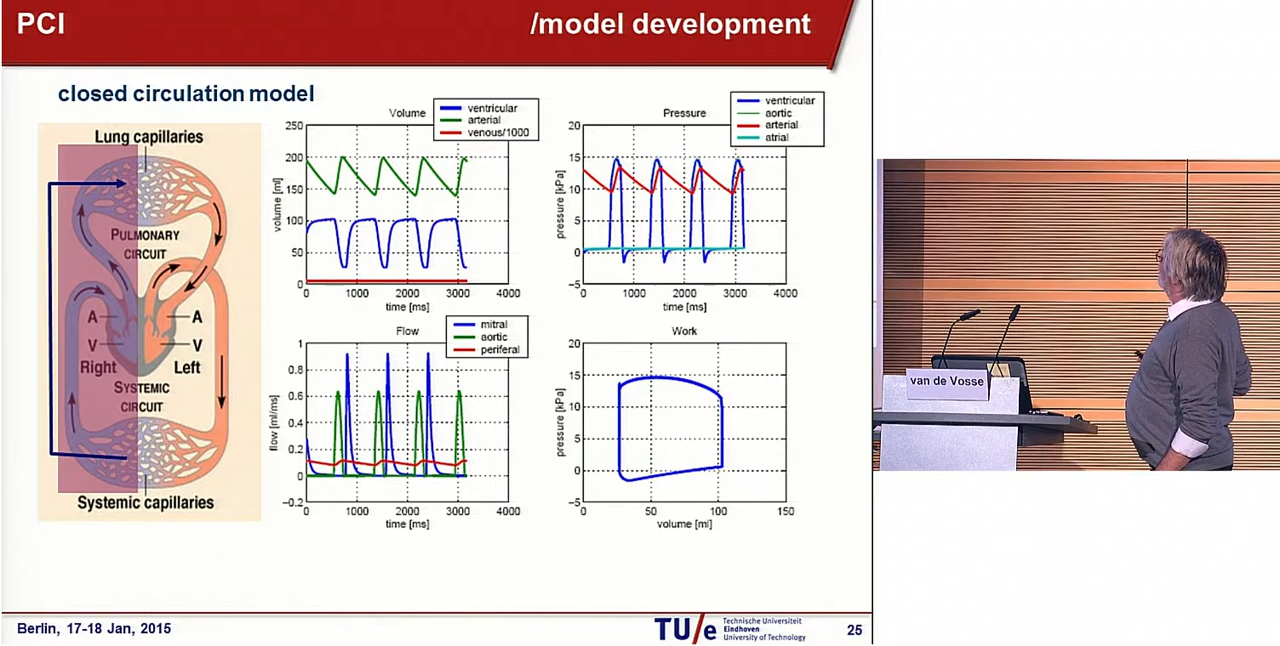 PCI
/model development
closed circulation model
Lung capillaries
PULMONARY
CIRCUIT
A
A
V
V
Right
Left
SYSTEMIC
CIRCUIT
Systemic capillaries
Volume
ventricular
arterial
venous/1000
250
200
150
100
50
0
volume [ml]
0
1000
2000
3000
4000
time [ms]
Pressure
ventricular
aortic
arterial
atrial
20
15
10
5
0
−5
pressure [kPa]
0
1000
2000
3000
4000
time [ms]
Flow
mitral
aortic
periferal
1
0.8
0.6
0.4
0.2
0
−0.2
flow [ml/ms]
0
1000
2000
3000
4000
time [ms]
Work
20
15
10
5
0
−5
pressure [kPa]
0
50
100
150
volume [ml]
van de Vosse
Berlin, 17-18 Jan, 2015
TU/e
Technische Universiteit
Eindhoven
University of Technology
25